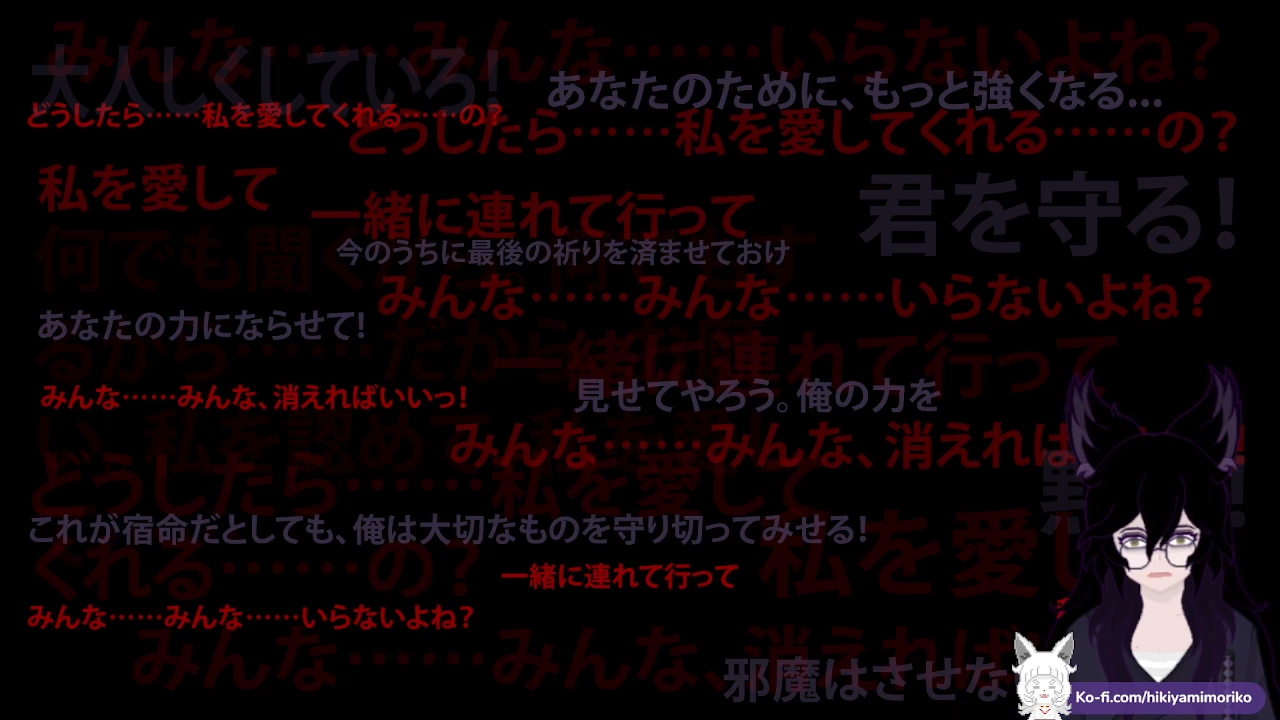 みんな……みんな……いらないよね?
大人しくしていろ!
あなたのために、もっと強くなる...
どうしたら……私を愛してくれる……の?
どうしたら……私を愛してくれる……の?
私を愛して
一緒に連れて行って
君を守る!
今のうちに最後の祈りを済ませておけ
みんな……みんな……いらないよね?
あなたの力にならせて!
一緒に連れて行って
みんな……みんな、消えればいいっ!
見せてやろう。俺の力を
みんな……みんな、消えれば
どうしたら……私を愛して
くれる……の?
これが宿命だとしても、俺は大切なものを守り切ってみせる!
私を愛し
一緒に連れて行って
みんな……みんな……いらないよね?
みんな……みんな、消えれば
邪魔はさせな
Ko-fi.com/hikiyamimoriko